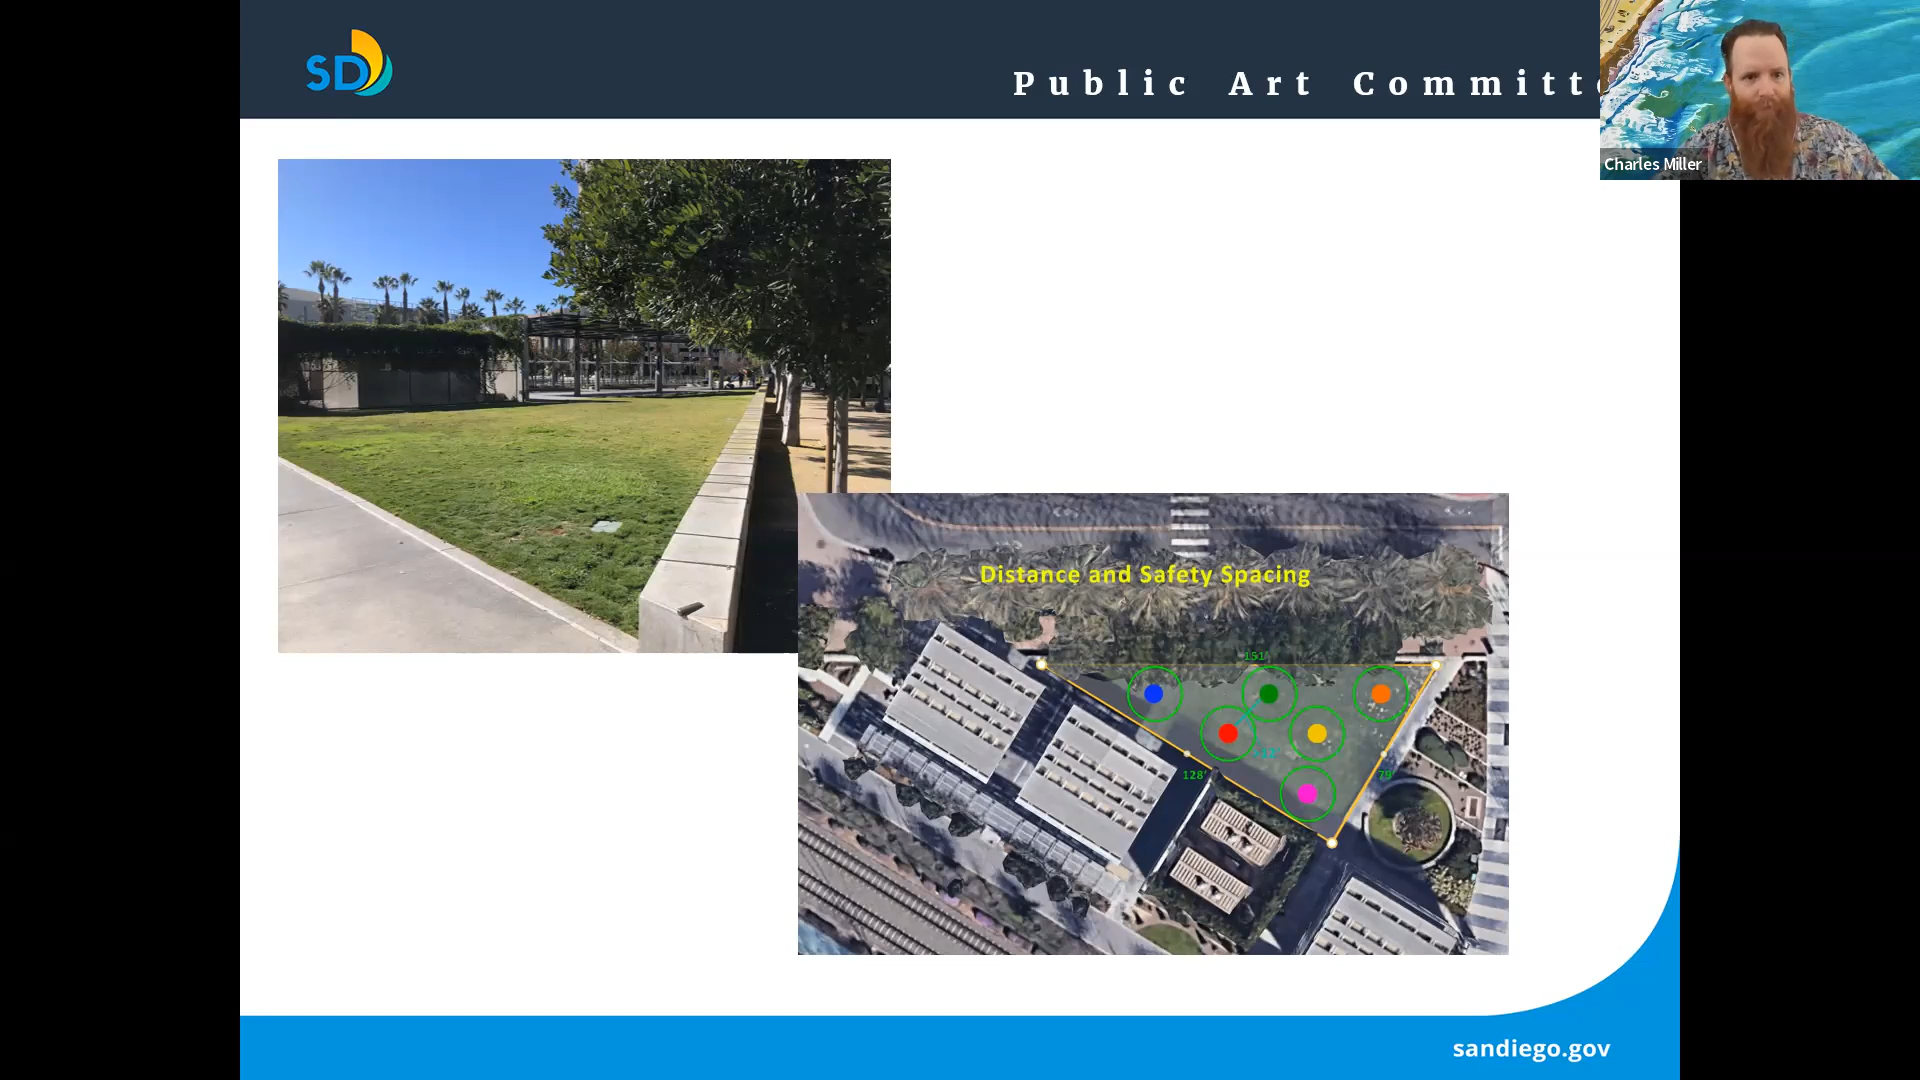 SD
Public Art Committe
Charles Miller
Distance and Safety Spacing
151'
128'
79'
sandiego.gov